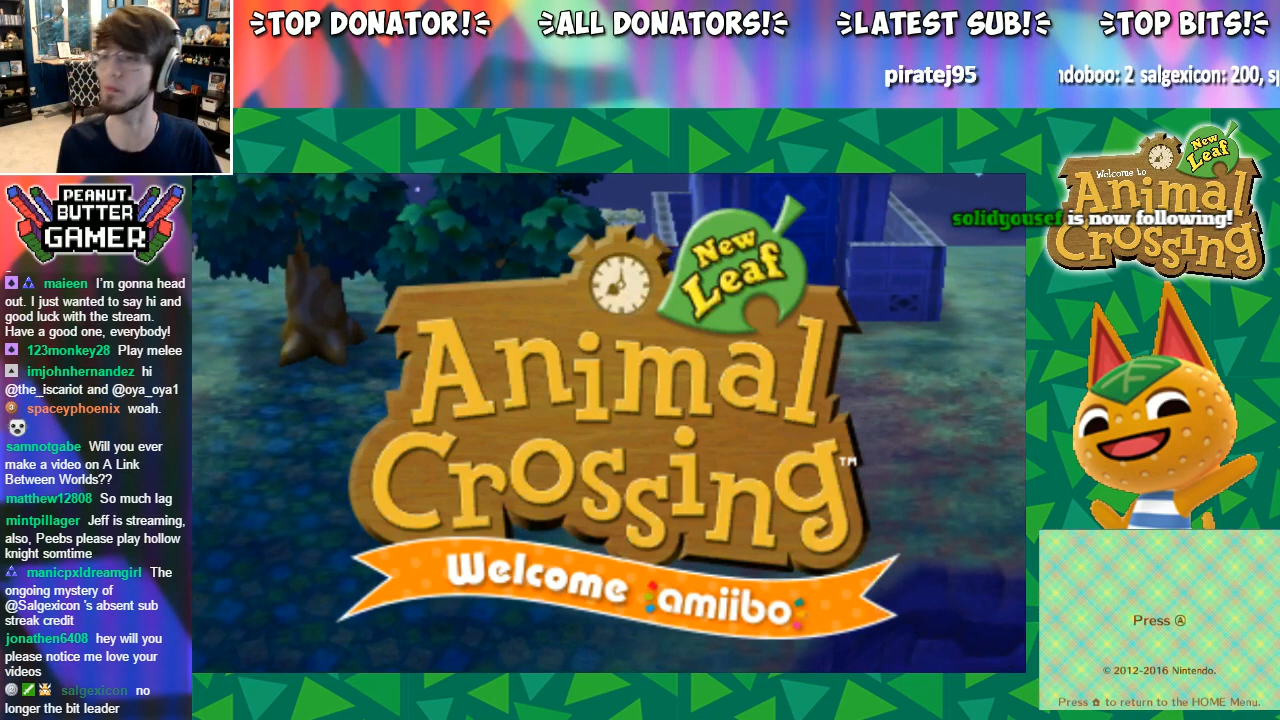 TOP DONATOR!
ALL DONATORS!
LATEST SUB!
TOP BITS!
piratej95
ndoboo: 2 salgexicon: 200, sp
PEANUT
BUTTER
GAMER
maieen I'm gonna head
out. I just wanted to say hi and
good luck with the stream.
Have a good one, everybody!
123monkey28 Play melee
imjohnhernandez hi
@the_iscariot and @oya_oya1
spaceyphoenix woah.
samnotgabe Will you ever
make a video on A Link
Between Worlds??
matthew12808 So much lag
mintpillager Jeff is streaming,
also, Peebs please play hollow
knight somtime
manicpxldreamgirl The
ongoing mystery of
@Salgexicon 's absent sub
streak credit
jonathen6408 hey will you
please notice me love your
videos
salgexicon no
longer the bit leader
New
Leaf
Animal
Crossing™
Welcome amiibo
Welcome to
New
Leaf
Animal
Crossing
solidyousef is now following!
Press Ⓐ
© 2012-2016 Nintendo.
Press to return to the HOME Menu.